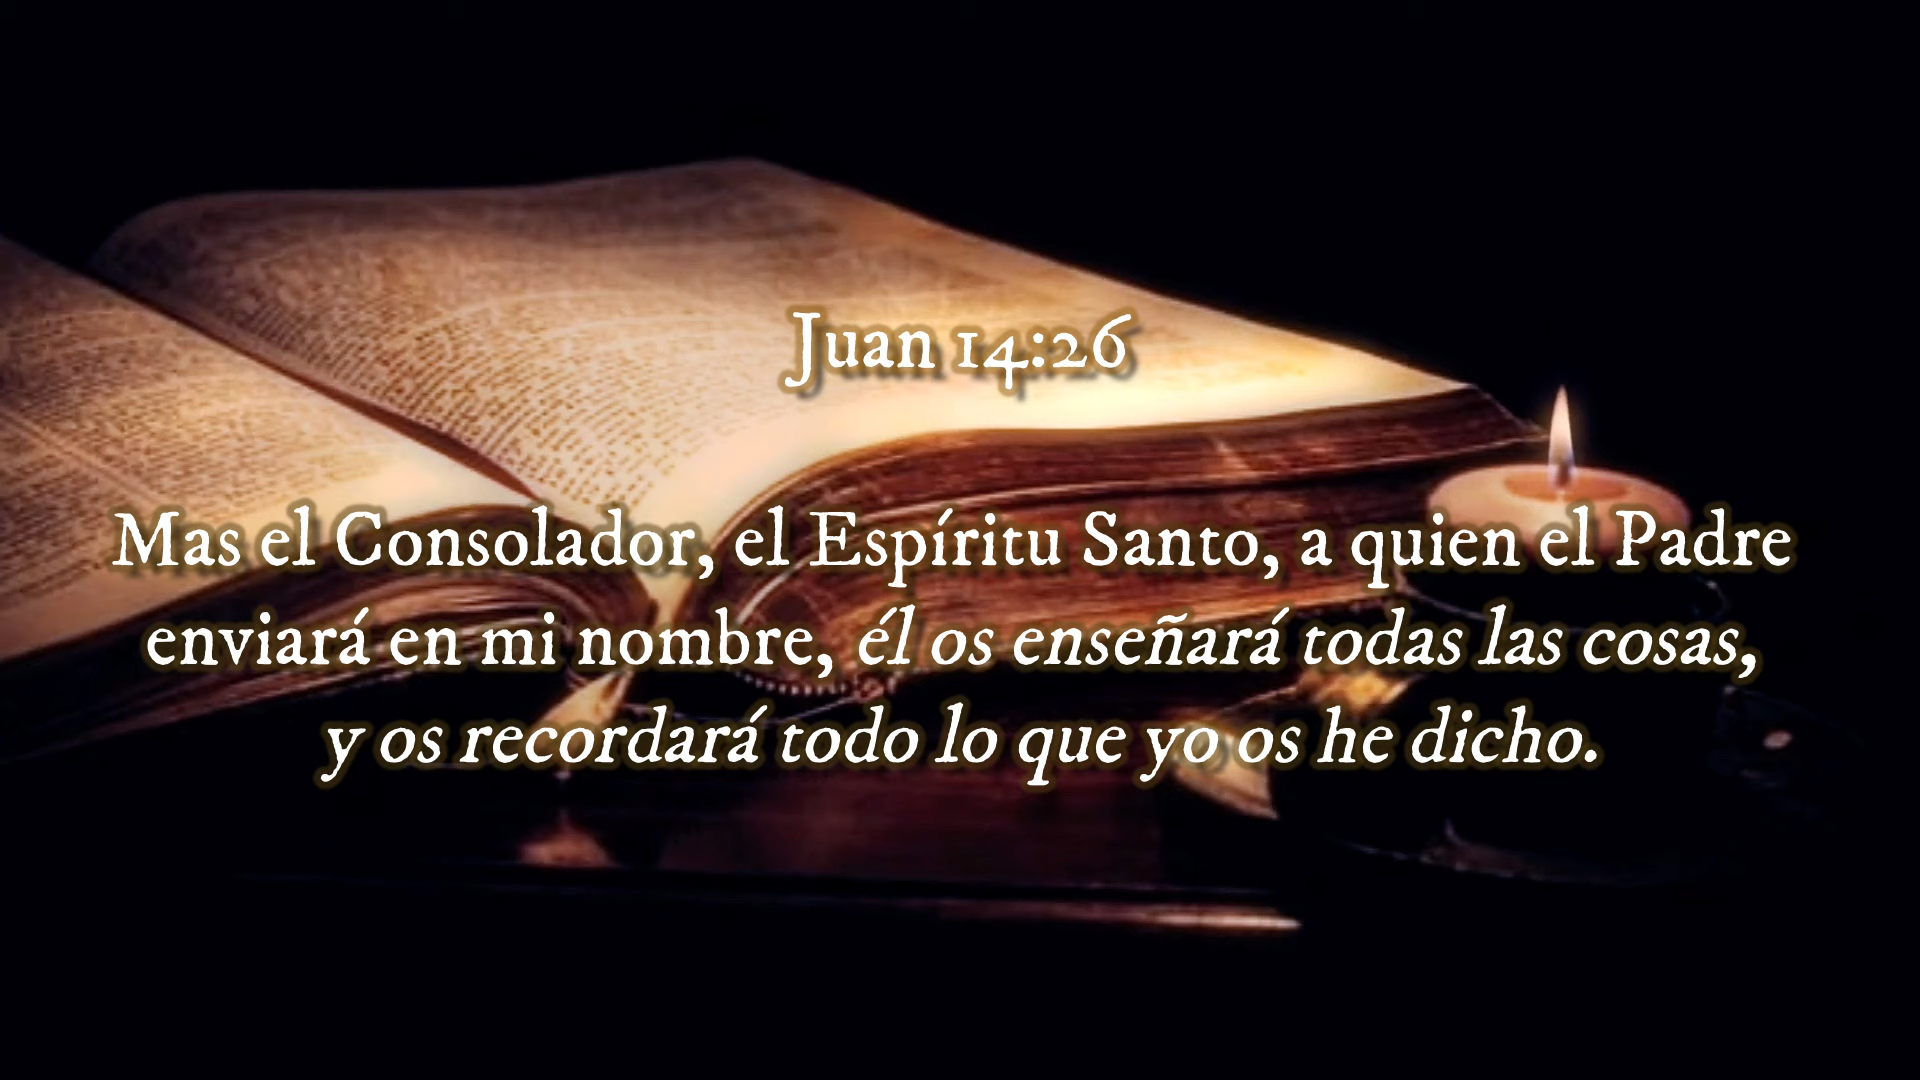 Juan 14:26
Mas el Consolador, el Espíritu Santo, a quien el Padre
enviará en mi nombre, él os enseñará todas las cosas,
y os recordará todo lo que yo os he dicho.